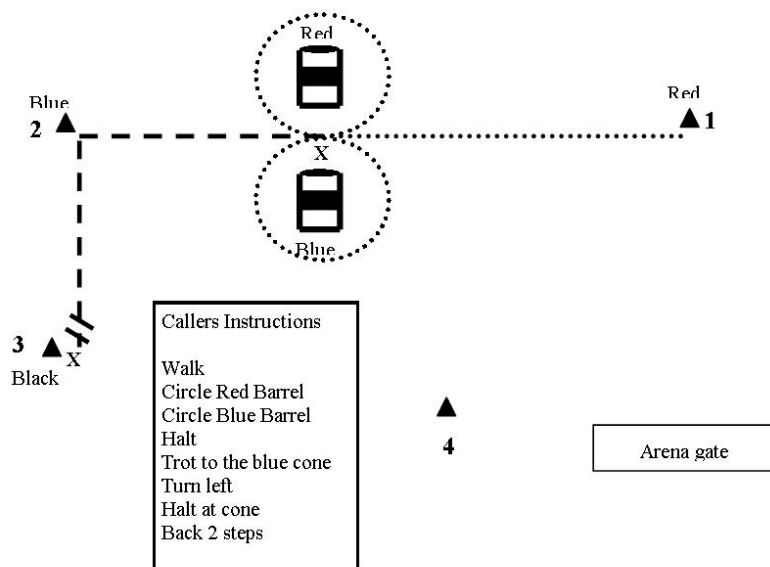 Red
Red
1
Blue
2
X
Blue
3
X
Black
Callers Instructions
Walk
Circle Red Barrel
Circle Blue Barrel
Halt
Trot to the blue cone
Turn left
Halt at cone
Back 2 steps
4
Arena gate